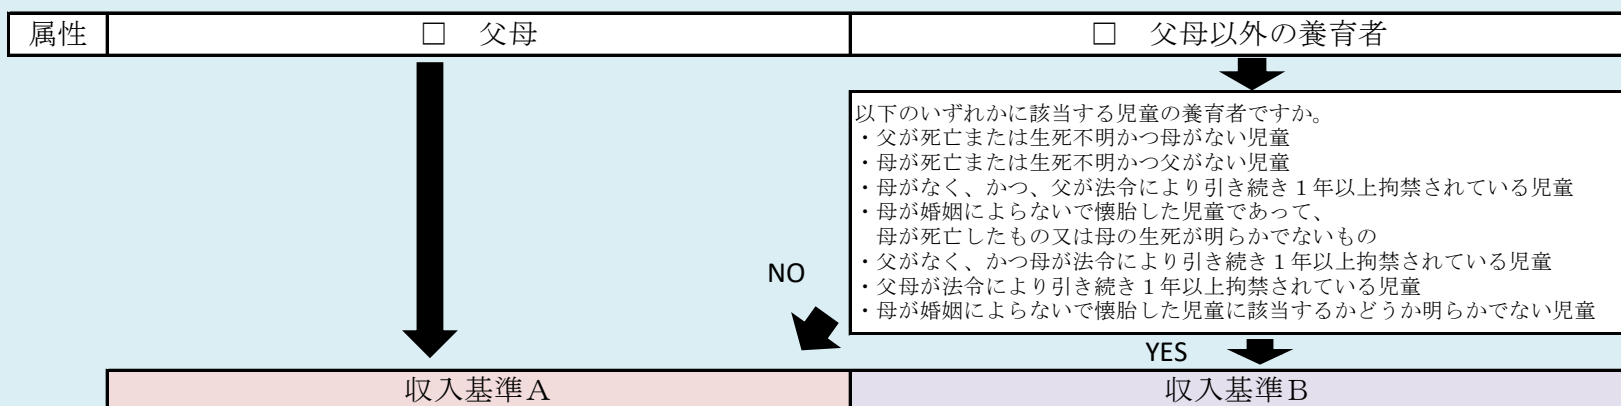 属性 □ 父母 □ 父母以外の養育者
以下のいずれかに該当する児童の養育者ですか。
・父が死亡または生死不明かつ母がない児童
・母が死亡または生死不明かつ父がない児童
・母がなく、かつ、父が法令により引き続き１年以上拘禁されている児童
・母が婚姻によらないで懐胎した児童であって、
母が死亡したもの又は母の生死が明らかでないもの
・父がなく、かつ母が法令により引き続き１年以上拘禁されている児童
・父母が法令により引き続き１年以上拘禁されている児童
・母が婚姻によらないで懐胎した児童に該当するかどうか明らかでない児童
NO
YES
収入基準Ａ 収入基準Ｂ